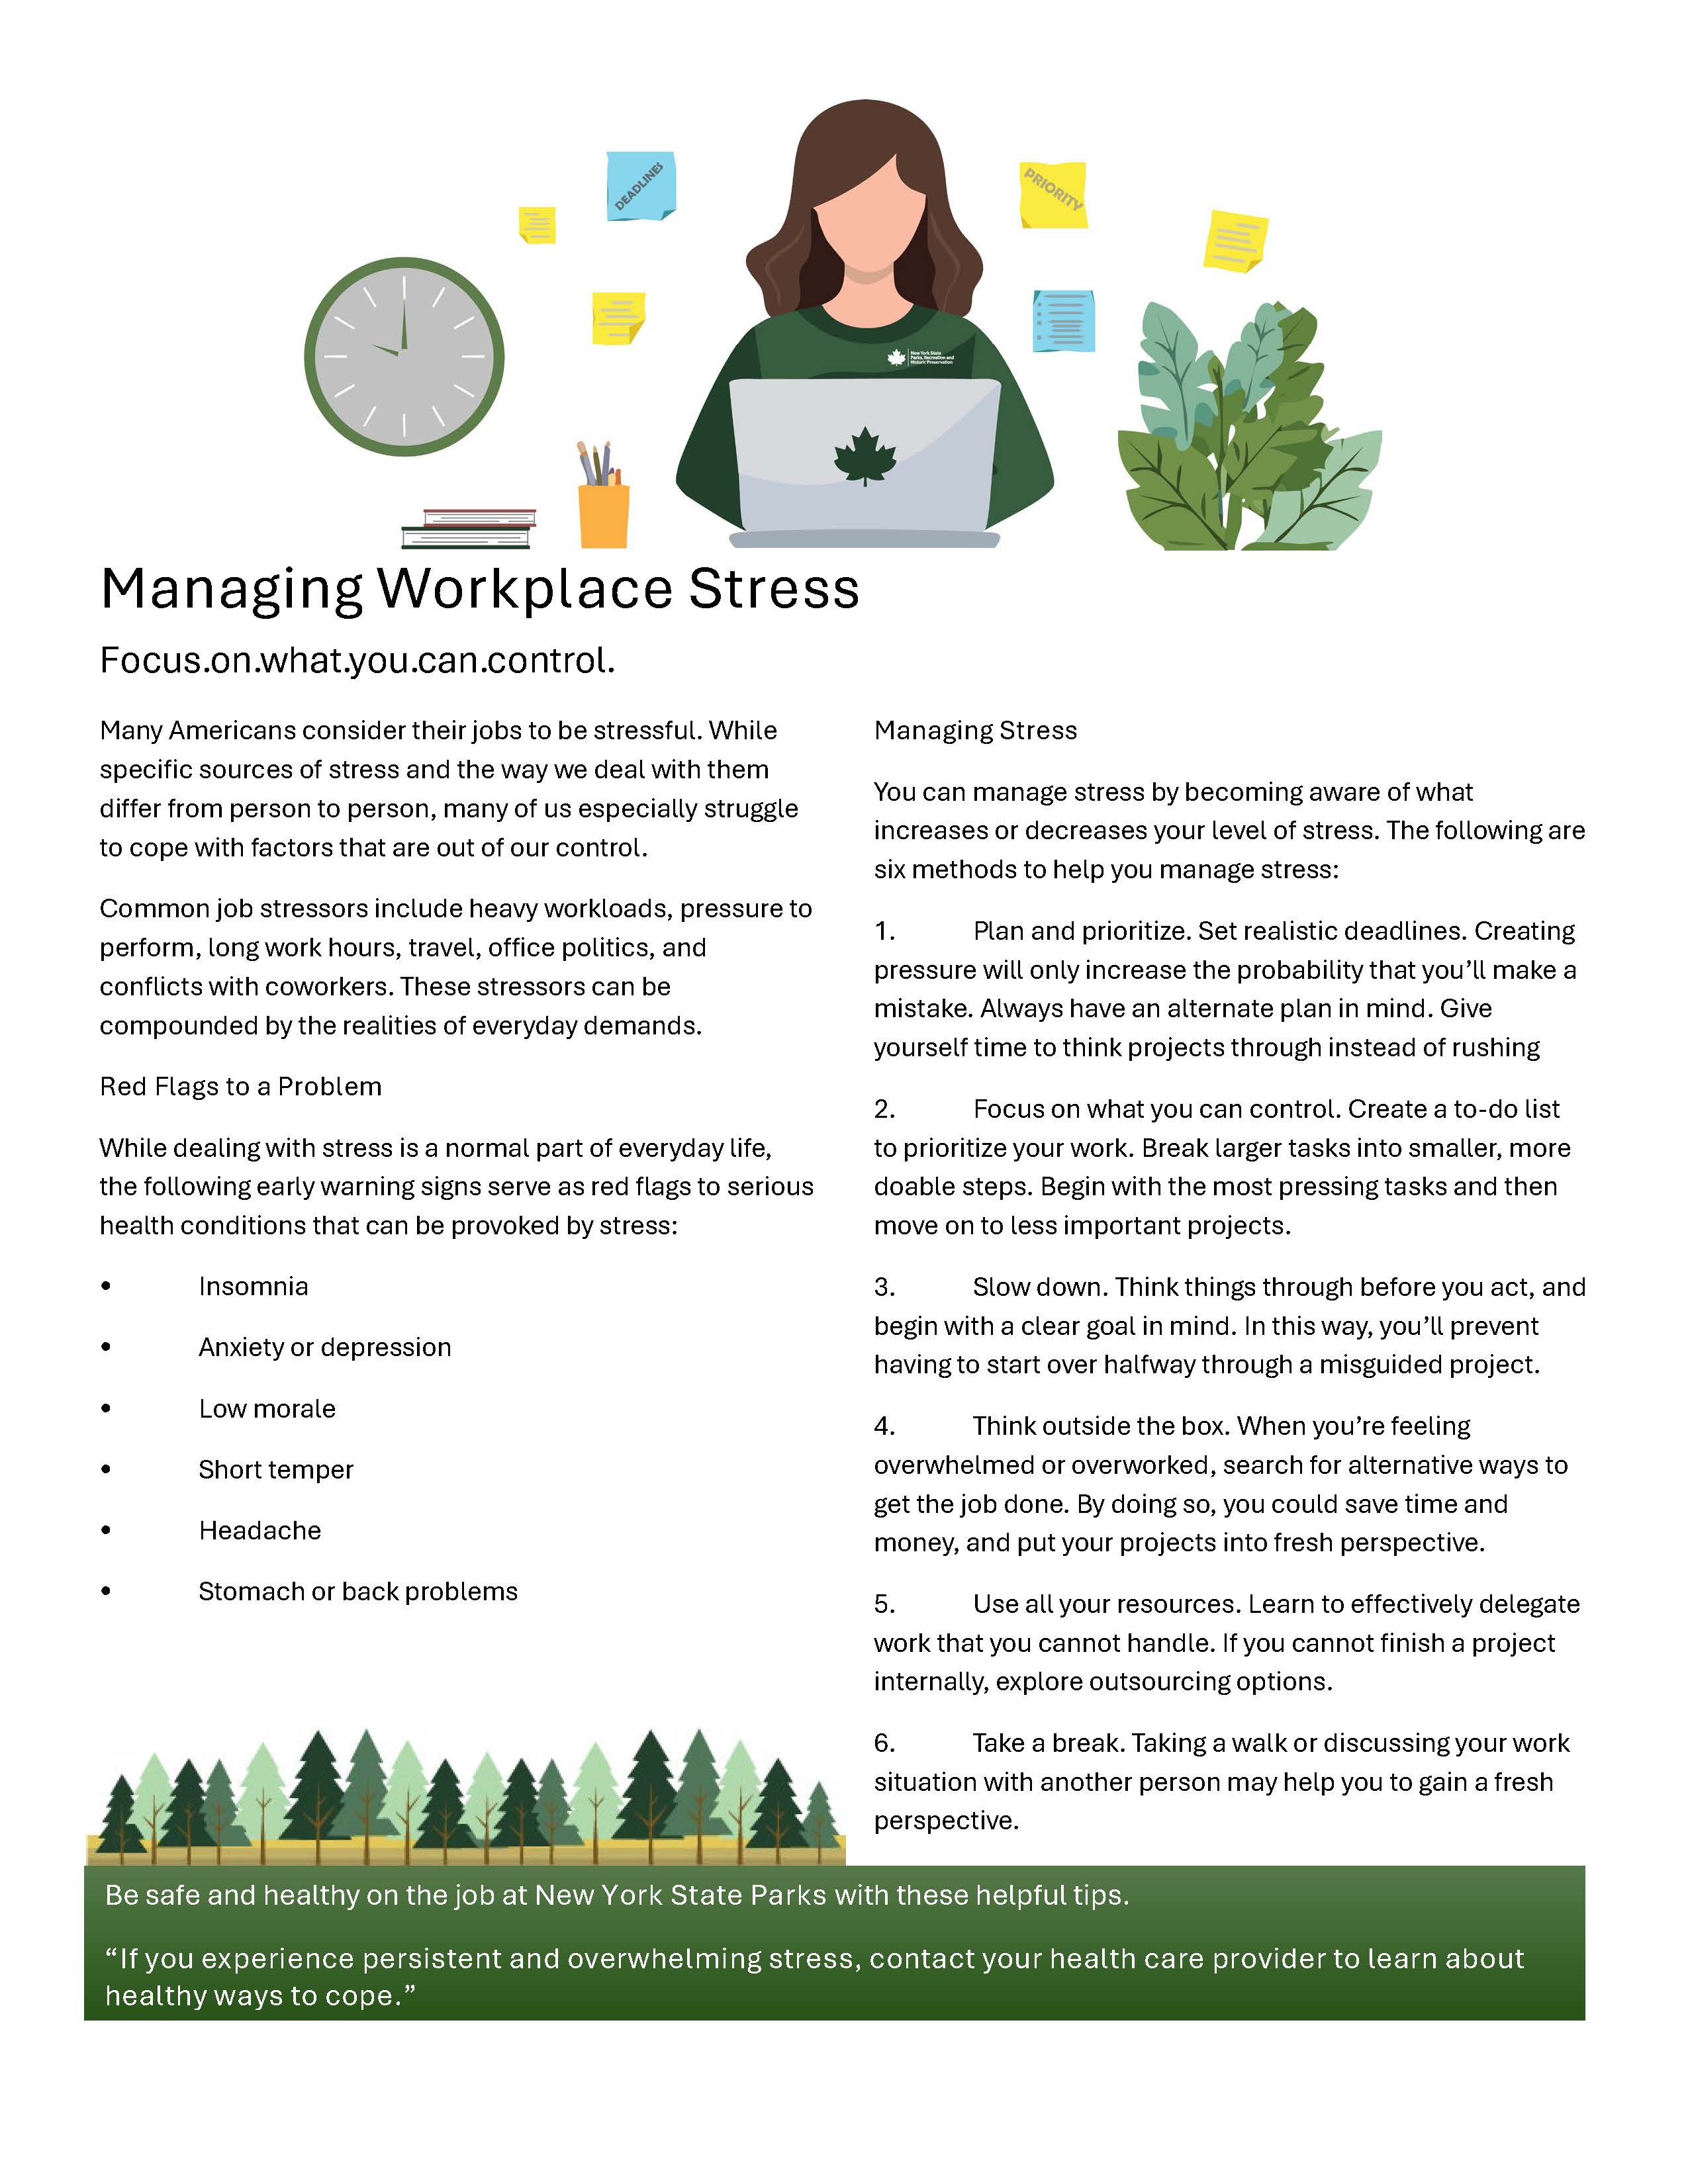 DEADLINES
PRIORITY
New York State
Parks, Recreation and
Historic Preservation
Managing Workplace Stress
Focus.on.what.you.can.control.
Many Americans consider their jobs to be stressful. While
specific sources of stress and the way we deal with them
differ from person to person, many of us especially struggle
to cope with factors that are out of our control.
Common job stressors include heavy workloads, pressure to
perform, long work hours, travel, office politics, and
conflicts with coworkers. These stressors can be
compounded by the realities of everyday demands.
Red Flags to a Problem
While dealing with stress is a normal part of everyday life,
the following early warning signs serve as red flags to serious
health conditions that can be provoked by stress:
• Insomnia
• Anxiety or depression
• Low morale
• Short temper
• Headache
• Stomach or back problems
Managing Stress
You can manage stress by becoming aware of what
increases or decreases your level of stress. The following are
six methods to help you manage stress:
1. Plan and prioritize. Set realistic deadlines. Creating
pressure will only increase the probability that you’ll make a
mistake. Always have an alternate plan in mind. Give
yourself time to think projects through instead of rushing
2. Focus on what you can control. Create a to-do list
to prioritize your work. Break larger tasks into smaller, more
doable steps. Begin with the most pressing tasks and then
move on to less important projects.
3. Slow down. Think things through before you act, and
begin with a clear goal in mind. In this way, you’ll prevent
having to start over halfway through a misguided project.
4. Think outside the box. When you’re feeling
overwhelmed or overworked, search for alternative ways to
get the job done. By doing so, you could save time and
money, and put your projects into fresh perspective.
5. Use all your resources. Learn to effectively delegate
work that you cannot handle. If you cannot finish a project
internally, explore outsourcing options.
6. Take a break. Taking a walk or discussing your work
situation with another person may help you to gain a fresh
perspective.
Be safe and healthy on the job at New York State Parks with these helpful tips.
“If you experience persistent and overwhelming stress, contact your health care provider to learn about
healthy ways to cope.”